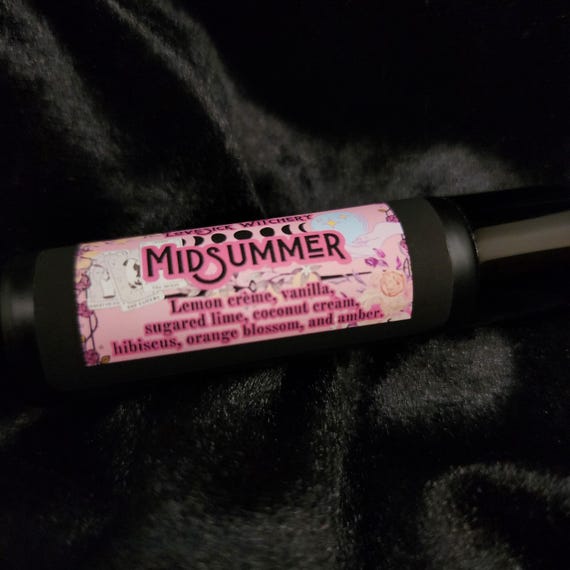 LoveSick Witchery
MIDSUMMER
Lemon crème, vanilla,
sugared lime, coconut cream,
hibiscus, orange blossom, and amber.